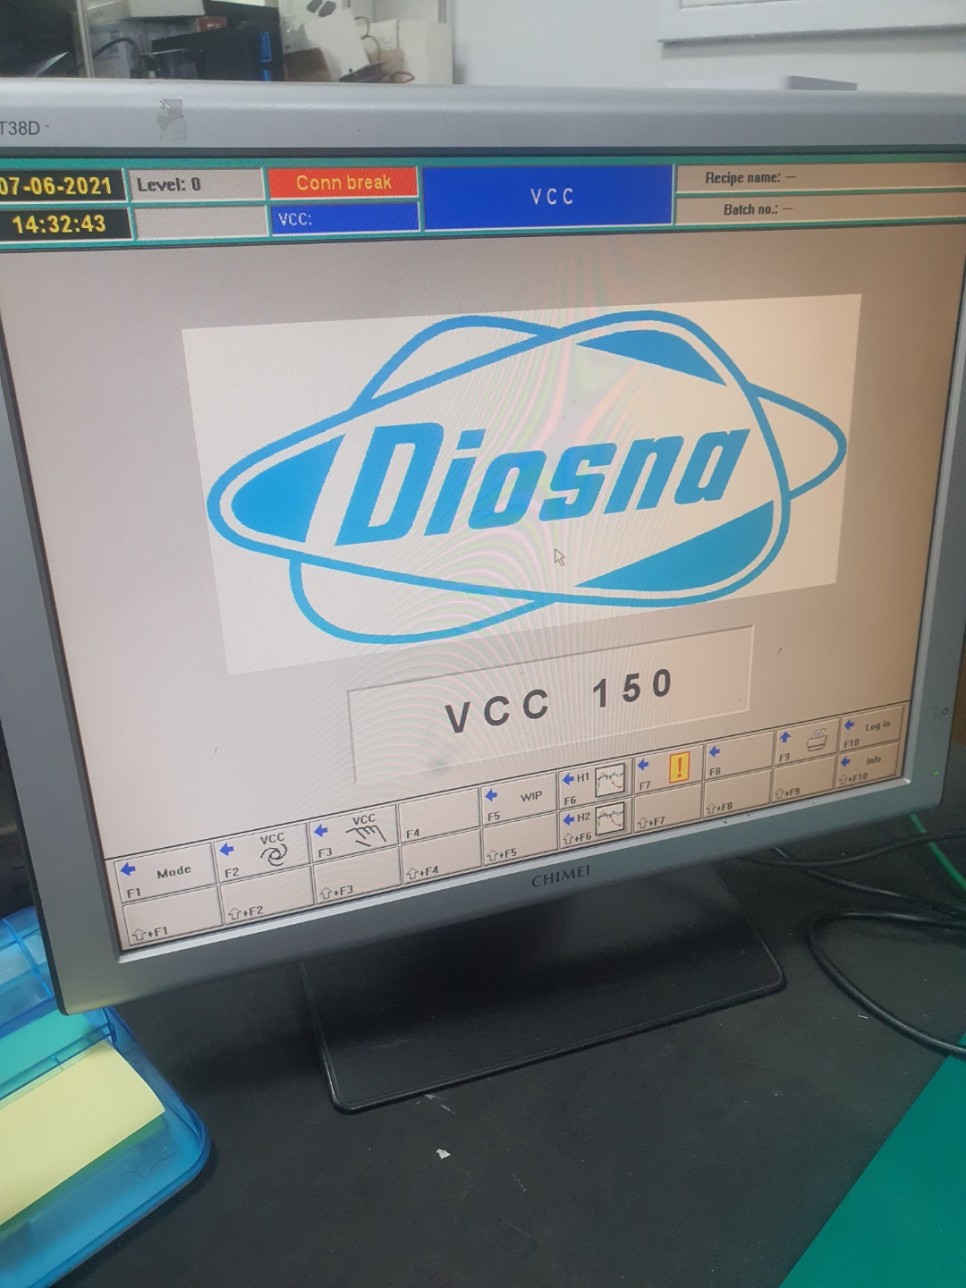 T38D
07-06-2021
Level: 0
Conn break
VCC
Recipe name: —
14:32:43
VCC:
Batch no.: —
Diosna
VCC 150
F1 Mode
F2 VCC
F3 VCC
F4
F5 WIP
F6 H1
F7 !
F8
F9
F10 Log in
⇧+F1
⇧+F2
⇧+F3
⇧+F4
⇧+F5
⇧+F6 H2
⇧+F7
⇧+F8
⇧+F9
⇧+F10 Info
CHIMEI